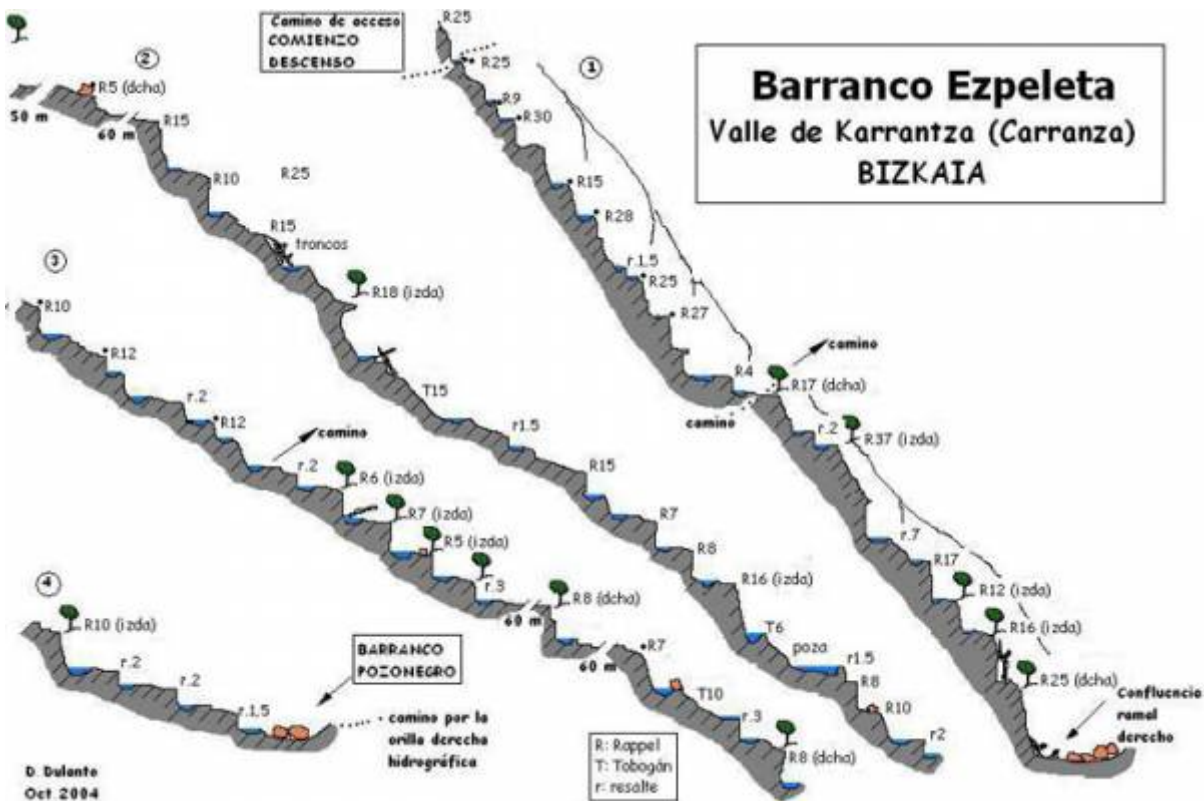 Barranco Ezpeleta
Valle de Karrantza (Carranza)
BIZKAIA
Camino de acceso
COMIENZO
DESCENSO
1
R25
R25
R9
R30
R15
R28
r.1,5
R25
R27
R4
camino
camino
R17 (dcha)
r.2
R37 (izda)
r.7
R17
R12 (izda)
R16 (izda)
R25 (dcha)
Confluencia
ramal
derecho
2
50 m
R5 (dcha)
60 m
R15
R10
R25
R15
troncos
R18 (izda)
T15
r1.5
R15
R7
R8
R16 (izda)
T6
poza
r1.5
R8
R10
r2
3
R10
R12
r.2
R12
camino
r.2
R6 (izda)
R7 (izda)
R5 (izda)
r.3
60 m
R8 (dcha)
60 m
R7
T10
r.3
R8 (dcha)
4
R10 (izda)
r.2
r.2
r.1,5
BARRANCO
POZONEGRO
camino por la
orilla derecha
hidrográfica
R: Rappel
T: Tobogán
r: resalte
D. Dulanto
Oct 2004